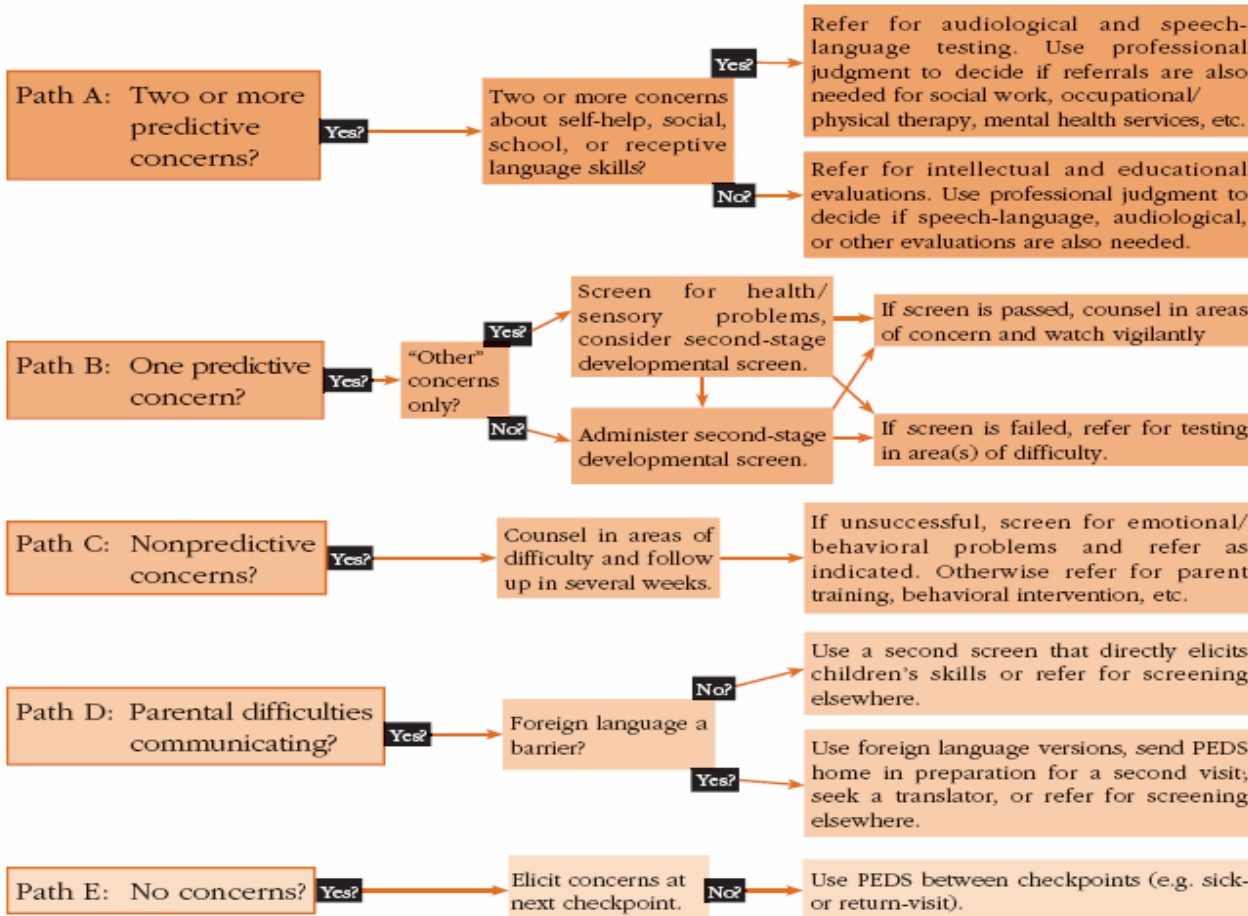 Path A: Two or more
predictive
concerns?
Yes?
Two or more concerns
about self-help, social,
school, or receptive
language skills?
Yes?
Refer for audiological and speech-
language testing. Use professional
judgment to decide if referrals are also
needed for social work, occupational/
physical therapy, mental health services, etc.
No?
Refer for intellectual and educational
evaluations. Use professional judgment to
decide if speech-language, audiological,
or other evaluations are also needed.
Path B: One predictive
concern?
Yes?
“Other”
concerns
only?
Yes?
Screen for health/
sensory problems,
consider second-stage
developmental screen.
No?
Administer second-stage
developmental screen.
If screen is passed, counsel in areas
of concern and watch vigilantly
If screen is failed, refer for testing
in area(s) of difficulty.
Path C: Nonpredictive
concerns?
Yes?
Counsel in areas of
difficulty and follow
up in several weeks.
If unsuccessful, screen for emotional/
behavioral problems and refer as
indicated. Otherwise refer for parent
training, behavioral intervention, etc.
Path D: Parental difficulties
communicating?
Yes?
Foreign language a
barrier?
No?
Use a second screen that directly elicits
children’s skills or refer for screening
elsewhere.
Yes?
Use foreign language versions, send PEDS
home in preparation for a second visit;
seek a translator, or refer for screening
elsewhere.
Path E: No concerns?
Yes?
Elicit concerns at
next checkpoint.
No?
Use PEDS between checkpoints (e.g. sick-
or return-visit).